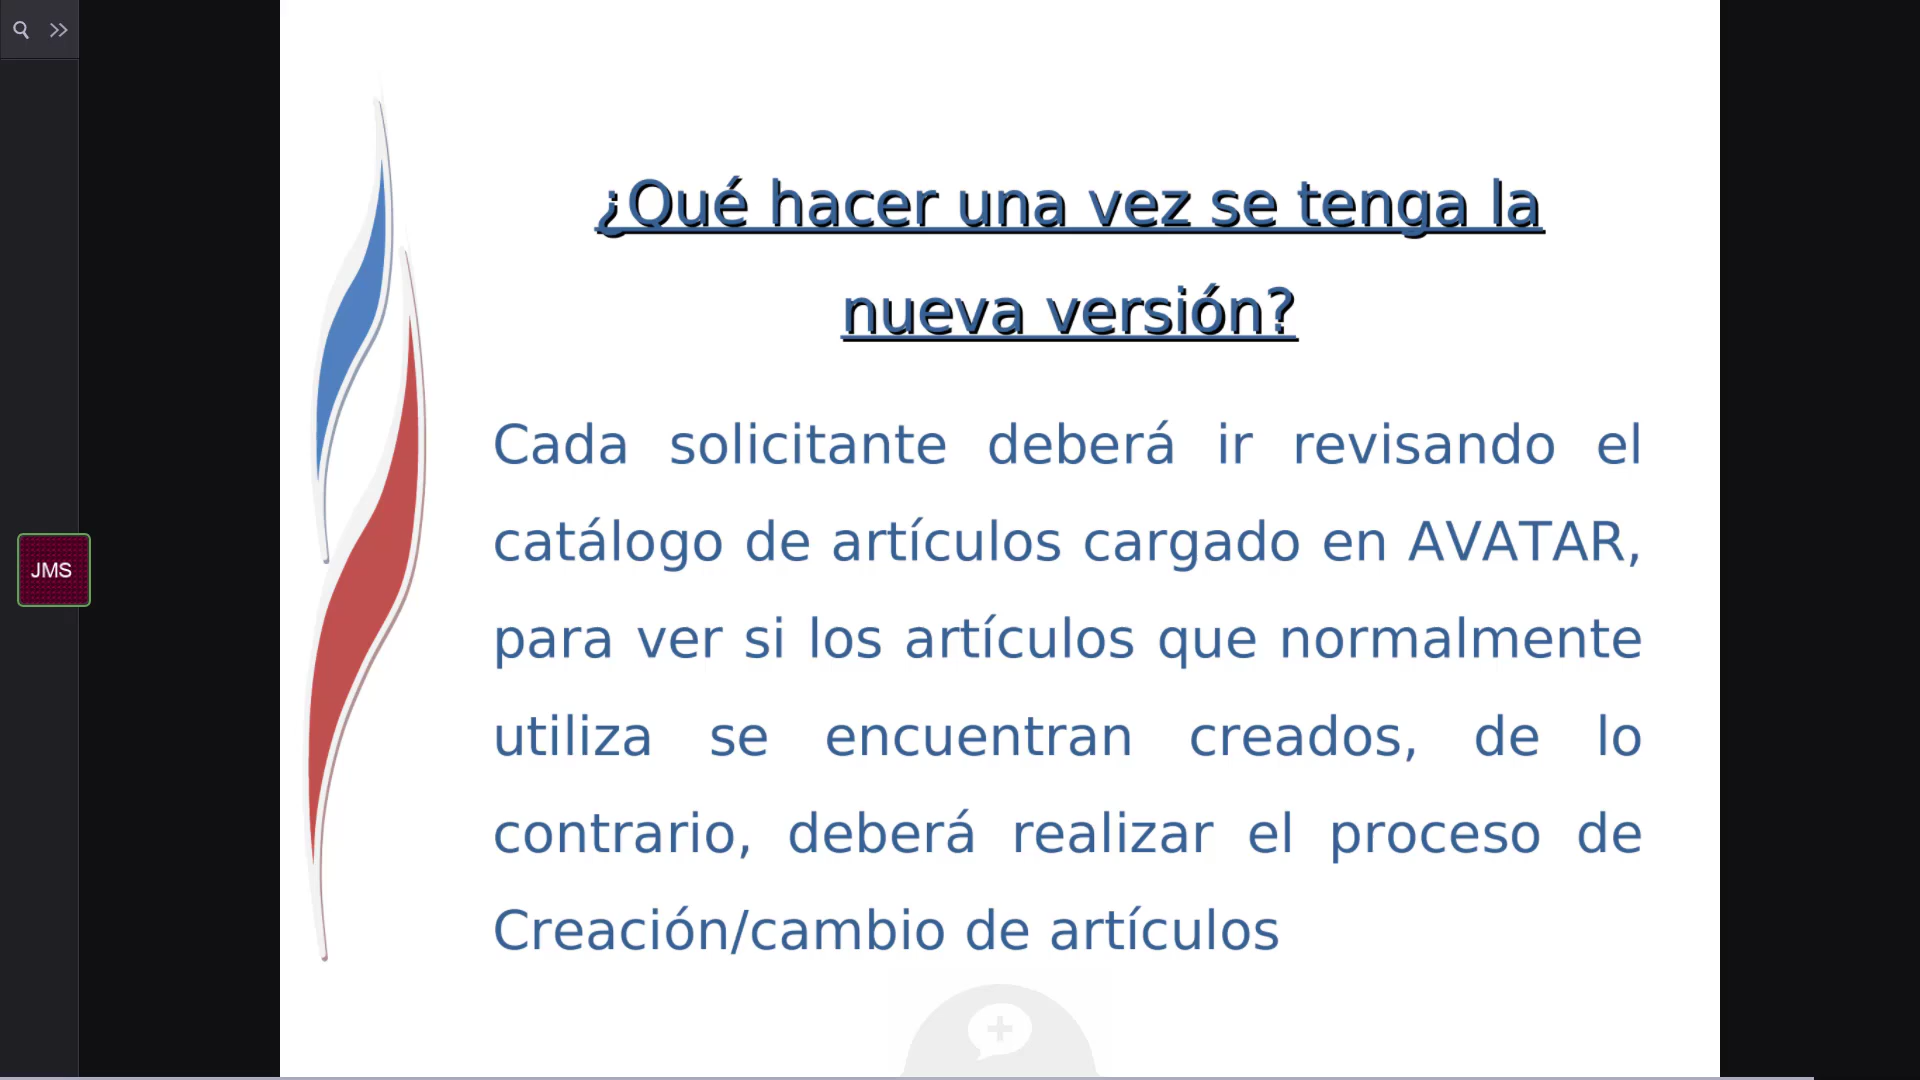 ¿Qué hacer una vez se tenga la
nueva versión?
Cada solicitante deberá ir revisando el
catálogo de artículos cargado en AVATAR,
para ver si los artículos que normalmente
utiliza se encuentran creados, de lo
contrario, deberá realizar el proceso de
Creación/cambio de artículos
JMS